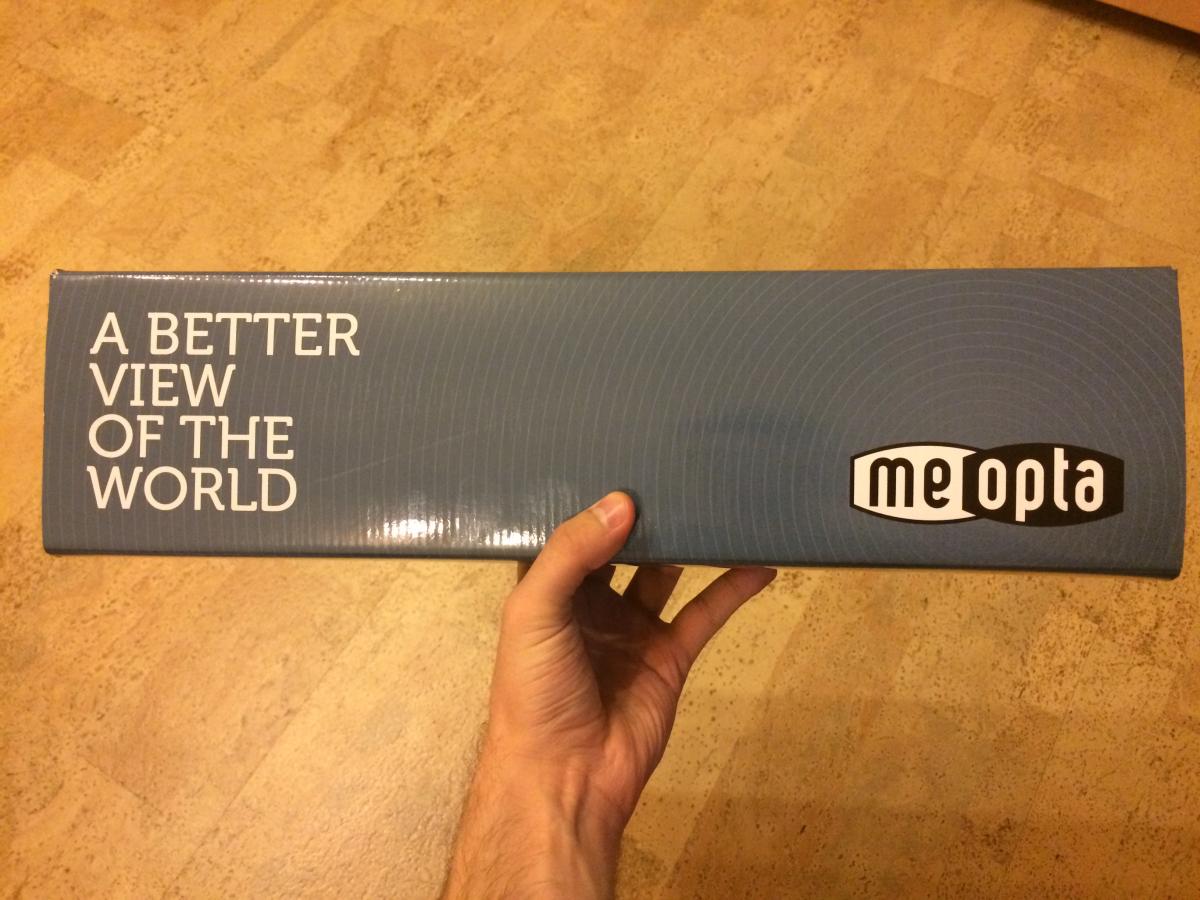 A BETTER
VIEW
OF THE
WORLD
meopta